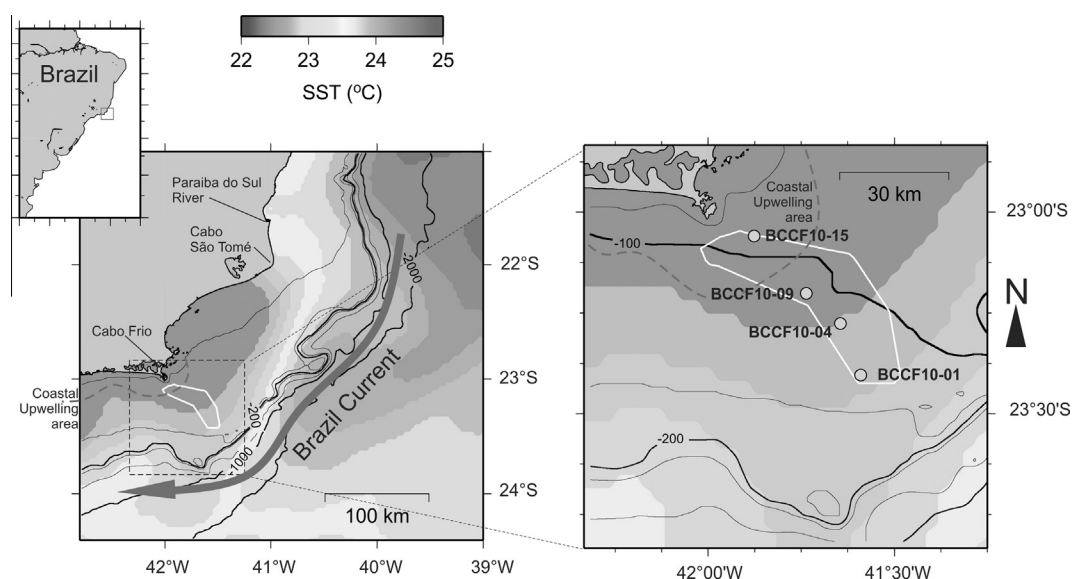 22
23
24
25
SST (ºC)
Brazil
Paraiba do Sul
River
Cabo
São Tomé
Cabo Frio
Coastal
Upwelling
area
-2000
-200
-1000
Brazil Current
100 km
22°S
23°S
24°S
42°W
41°W
40°W
39°W
Coastal
Upwelling
area
30 km
-100
BCCF10-15
BCCF10-09
BCCF10-04
BCCF10-01
-200
23°00'S
23°30'S
N
42°00'W
41°30'W